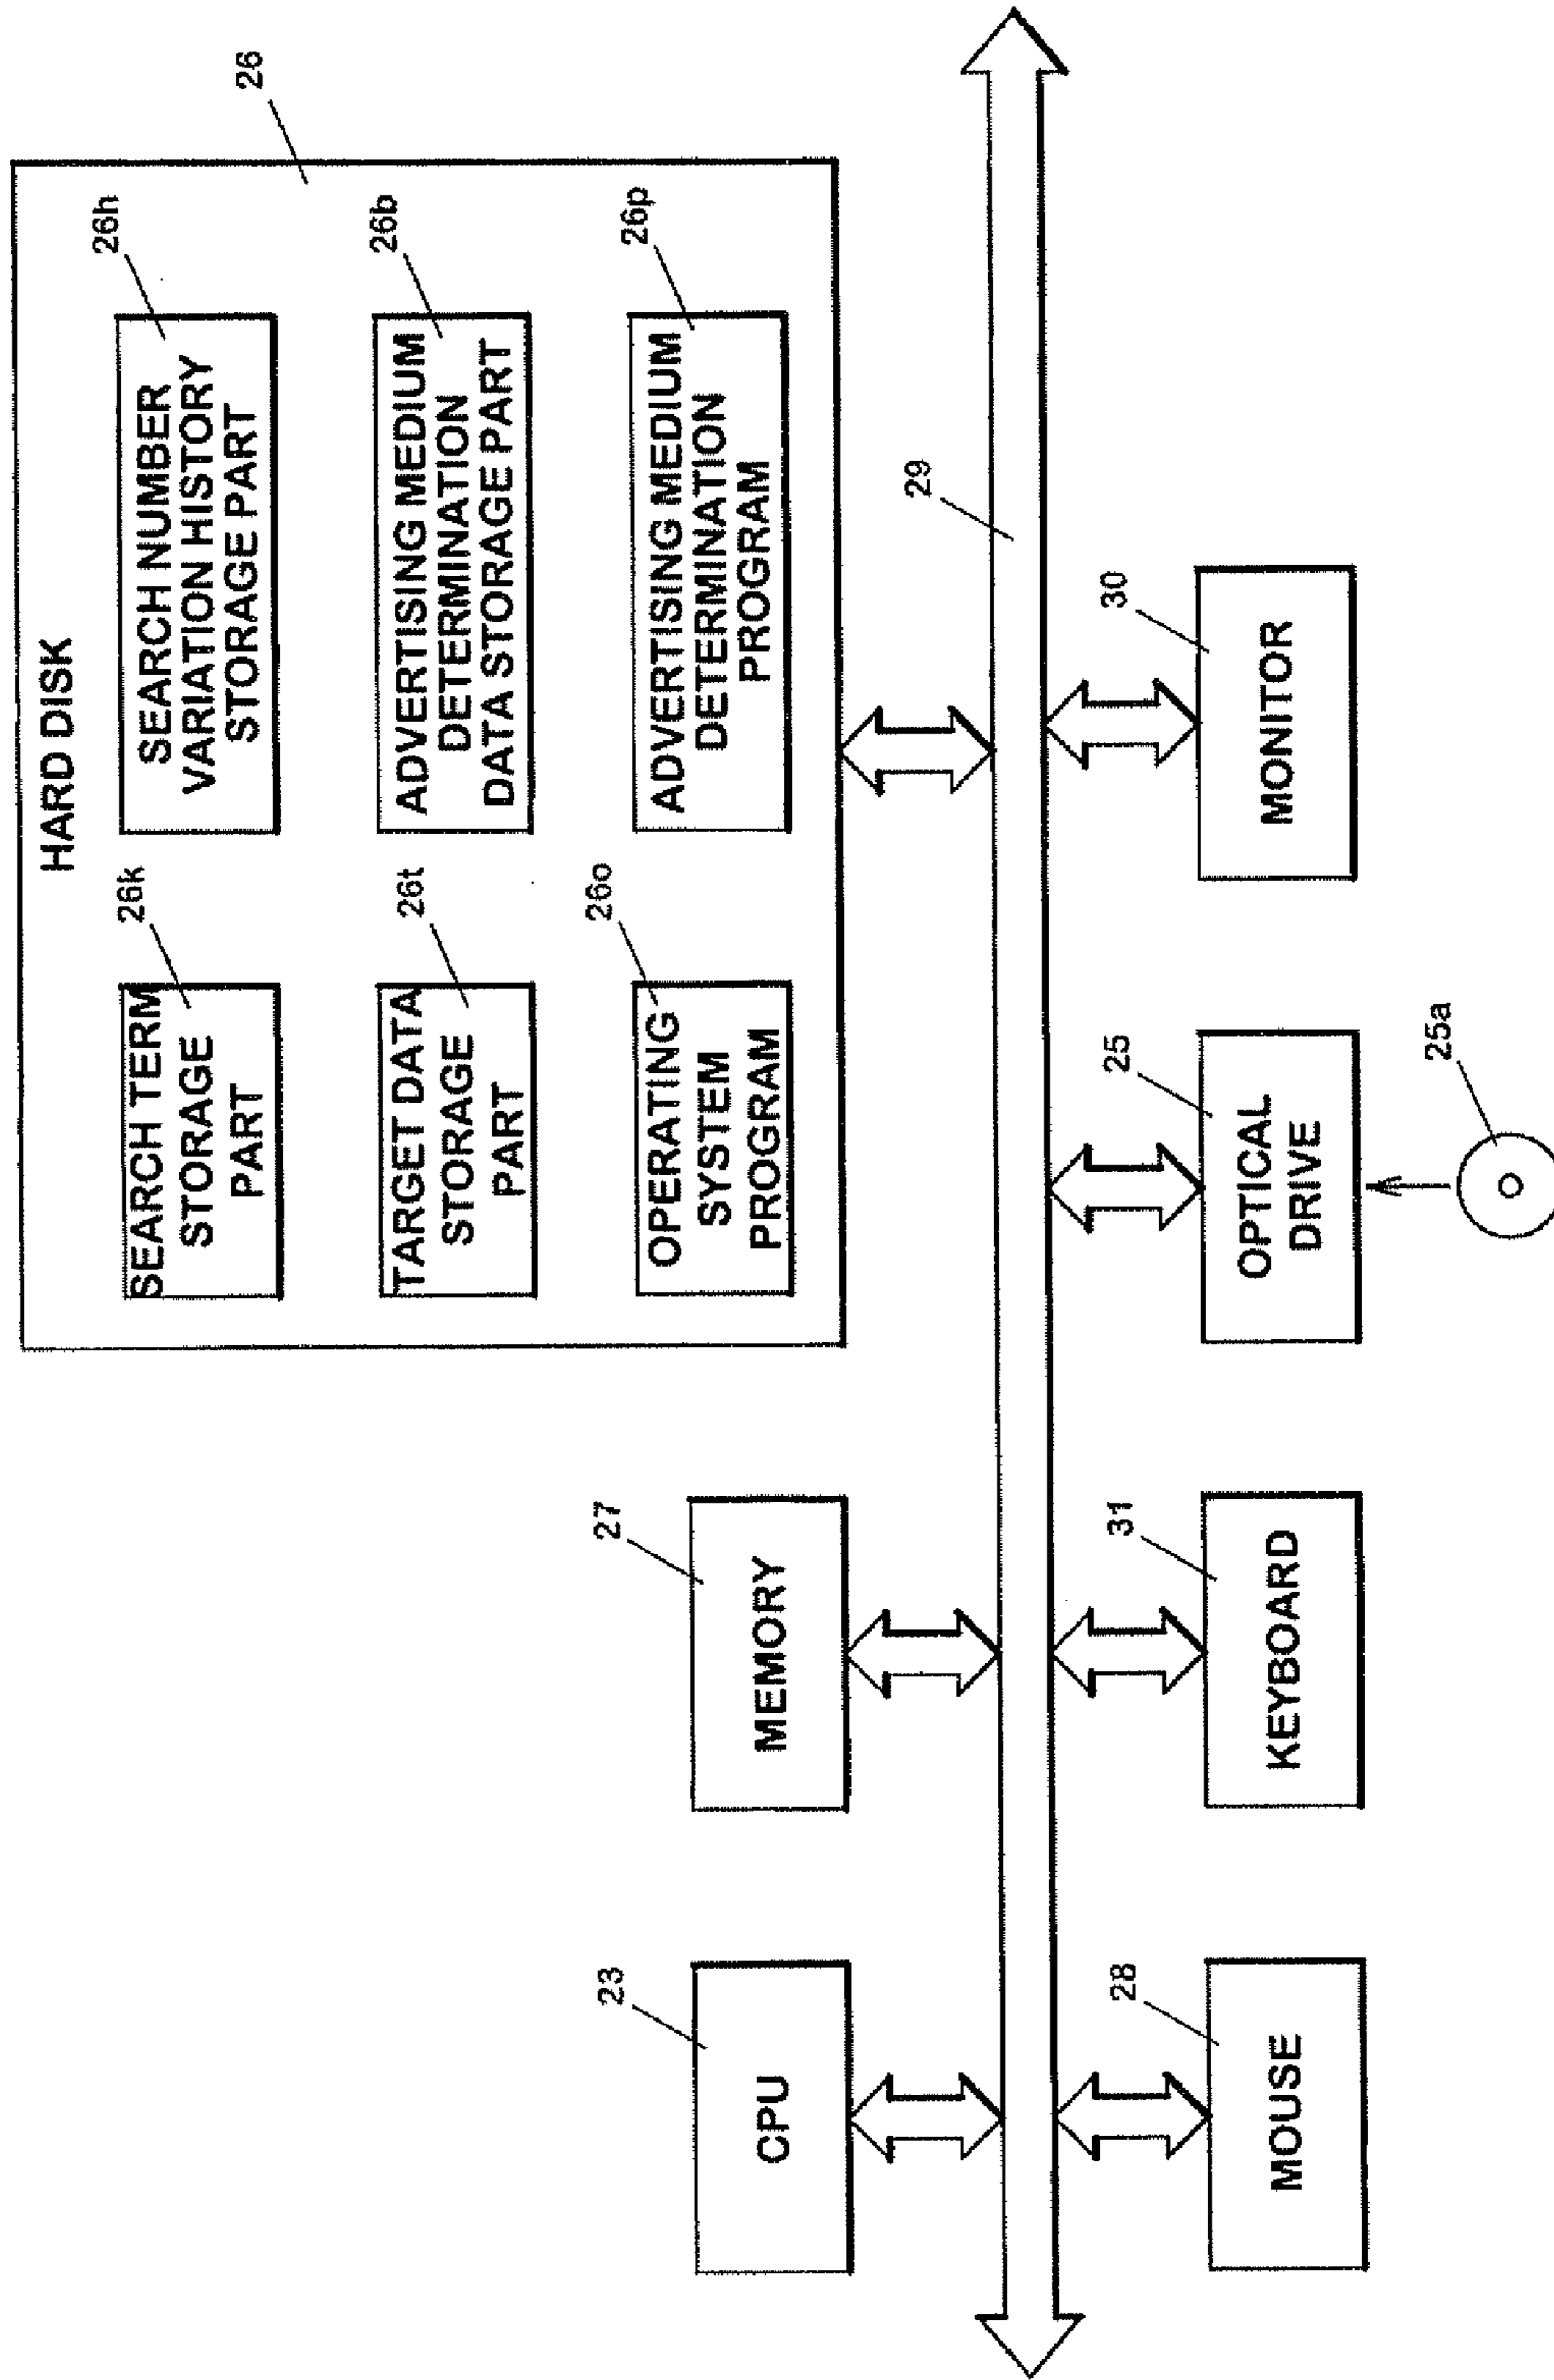 HARD DISK
26
26k
26h
SEARCH TERM
STORAGE
PART
SEARCH NUMBER
VARIATION HISTORY
STORAGE PART
26t
26b
TARGET DATA
STORAGE
PART
ADVERTISING MEDIUM
DETERMINATION
DATA STORAGE PART
26o
26p
OPERATING
SYSTEM
PROGRAM
ADVERTISING MEDIUM
DETERMINATION
PROGRAM
23
CPU
27
MEMORY
29
28
MOUSE
31
KEYBOARD
25
OPTICAL
DRIVE
30
MONITOR
25a